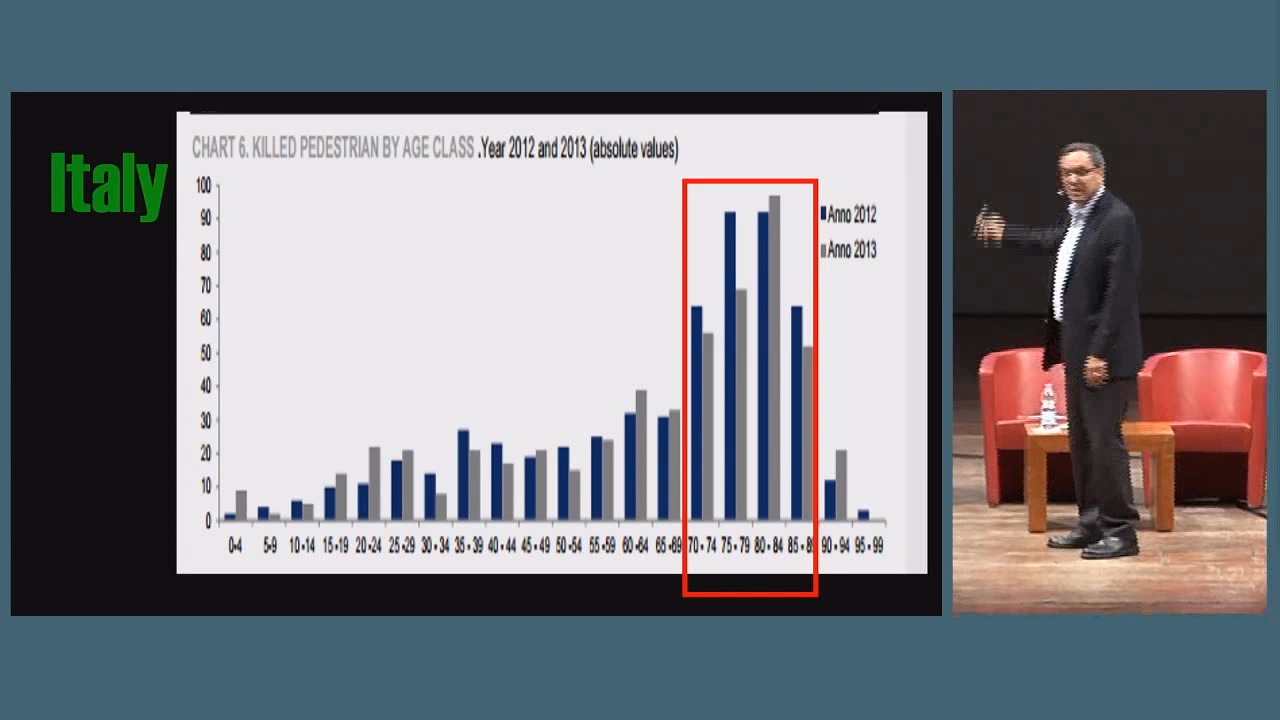 Italy
CHART 6. KILLED PEDESTRIAN BY AGE CLASS .Year 2012 and 2013 (absolute values)
100
90
80
70
60
50
40
30
20
10
0
Anno 2012
Anno 2013
0-4 5-9 10-14 15-19 20-24 25-29 30-34 35-39 40-44 45-49 50-54 55-59 60-64 65-69 70-74 75-79 80-84 85-89 90-94 95-99